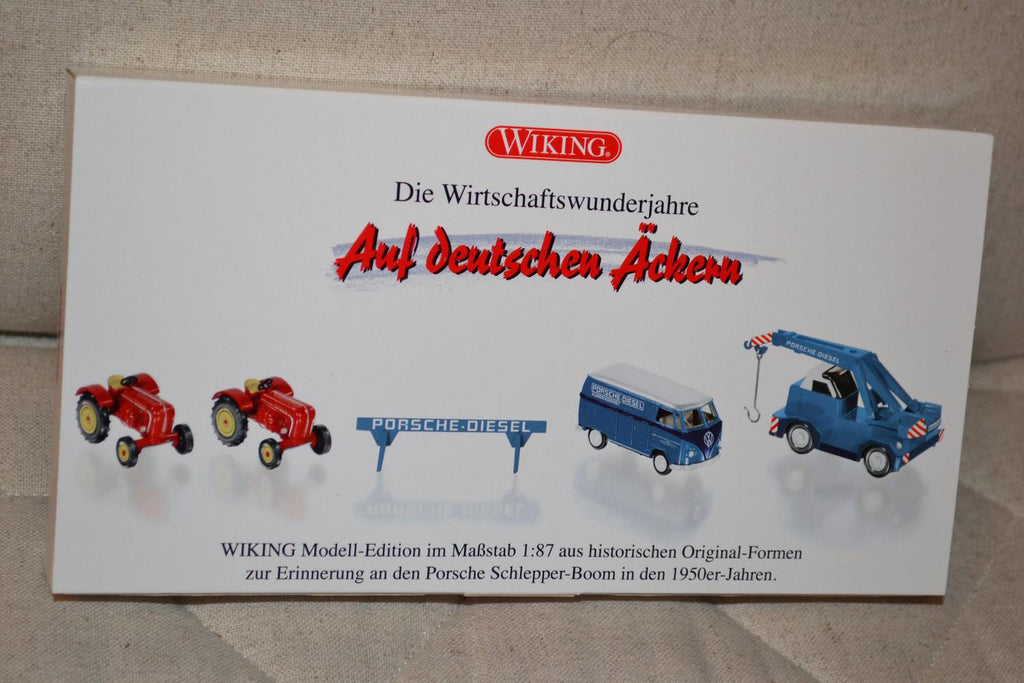 WIKING®
Die Wirtschaftswunderjahre
Auf deutschen Äckern
PORSCHE-DIESEL
PORSCHE-DIESEL
PORSCHE-DIESEL
WIKING Modell-Edition im Maßstab 1:87 aus historischen Original-Formen
zur Erinnerung an den Porsche Schlepper-Boom in den 1950er-Jahren.